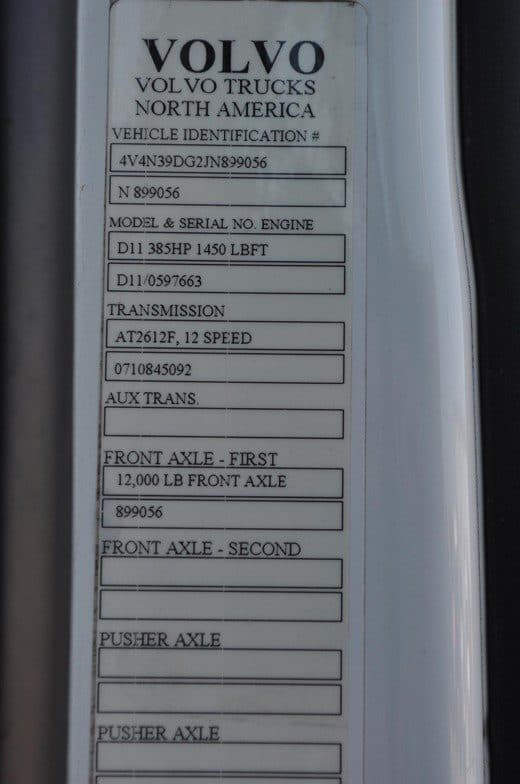 VOLVO
VOLVO TRUCKS
NORTH AMERICA
VEHICLE IDENTIFICATION #
4V4N39DG2JN899056
N 899056
MODEL & SERIAL NO. ENGINE
D11 385HP 1450 LBFT
D11/0597663
TRANSMISSION
AT2612F, 12 SPEED
0710845092
AUX TRANS.
FRONT AXLE - FIRST
12,000 LB FRONT AXLE
899056
FRONT AXLE - SECOND
PUSHER AXLE
PUSHER AXLE